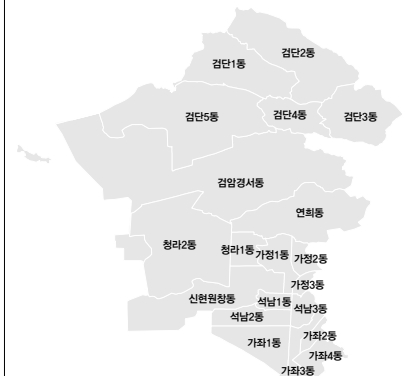 검단2동
검단1동
검단5동
검단4동
검단3동
검암경서동
연희동
청라2동
청라1동
가정1동
가정2동
가정3동
신현원창동
석남1동
석남3동
석남2동
가좌2동
가좌1동
가좌4동
가좌3동